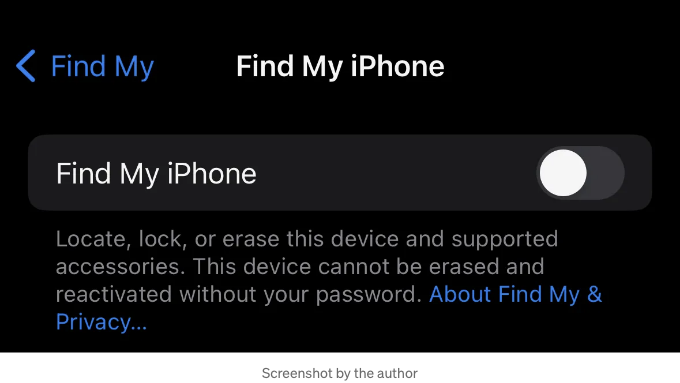 Find My
Find My iPhone
Find My iPhone
Locate, lock, or erase this device and supported
accessories. This device cannot be erased and
reactivated without your password. About Find My &
Privacy...
Screenshot by the author